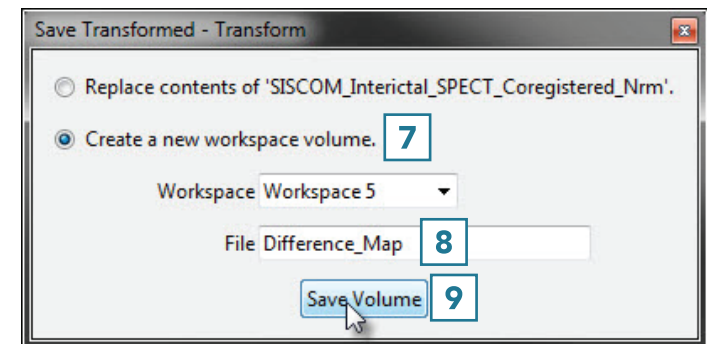 Save Transformed - Transform
Replace contents of 'SISCOM_Interictal_SPECT_Coregistered_Nrm'.
Create a new workspace volume. 7
Workspace Workspace 5
File Difference_Map 8
Save Volume 9